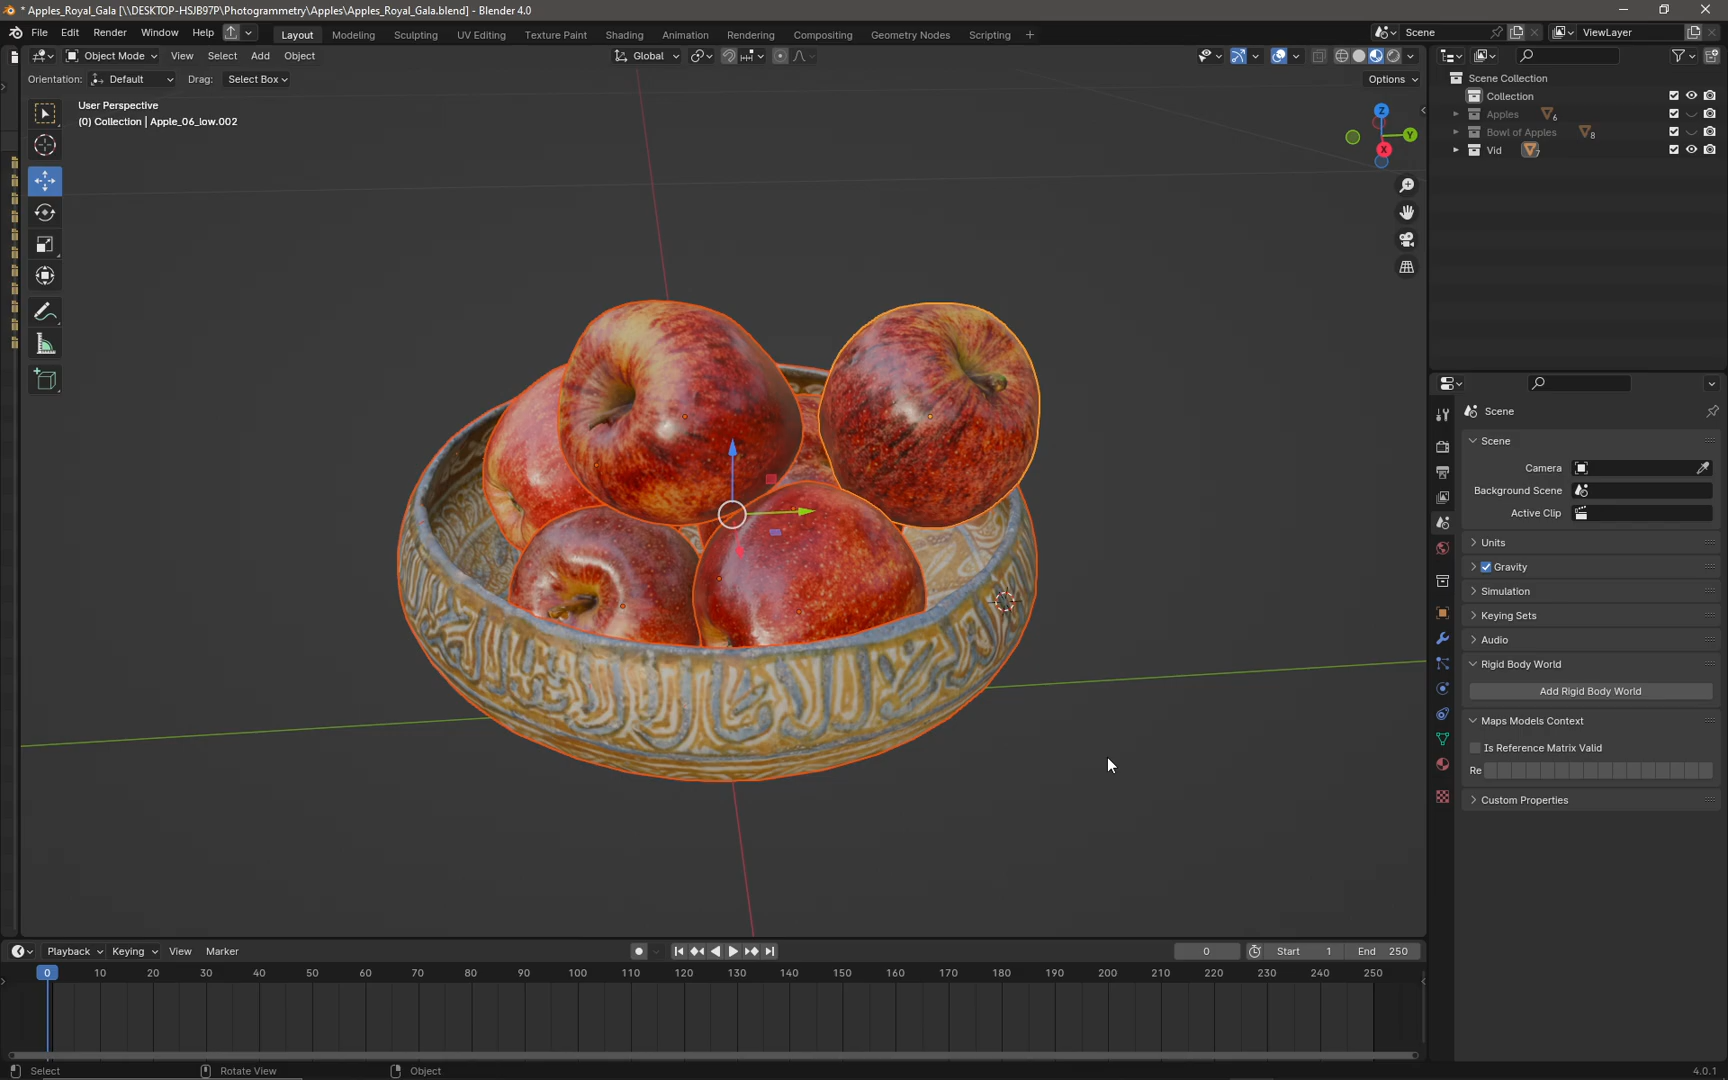 * Apples_Royal_Gala [\\DESKTOP-HSJB97P\Photogrammetry\Apples\Apples_Royal_Gala.blend] - Blender 4.0
File Edit Render Window Help Layout Modeling Sculpting UV Editing Texture Paint Shading Animation Rendering Compositing Geometry Nodes Scripting + Scene ViewLayer
Object Mode View Select Add Object Global
Orientation: Default Drag: Select Box Options
User Perspective
(0) Collection | Apple_06_low.002
Z
Y
X
Scene Collection
Collection
Apples 6
Bowl of Apples 8
Vid 7
Scene
Scene
Camera
Background Scene
Active Clip
Units
Gravity
Simulation
Keying Sets
Audio
Rigid Body World
Add Rigid Body World
Maps Models Context
Is Reference Matrix Valid
Re
Custom Properties
Playback Keying View Marker 0 Start 1 End 250
0 10 20 30 40 50 60 70 80 90 100 110 120 130 140 150 160 170 180 190 200 210 220 230 240 250
Select Rotate View Object 4.0.1